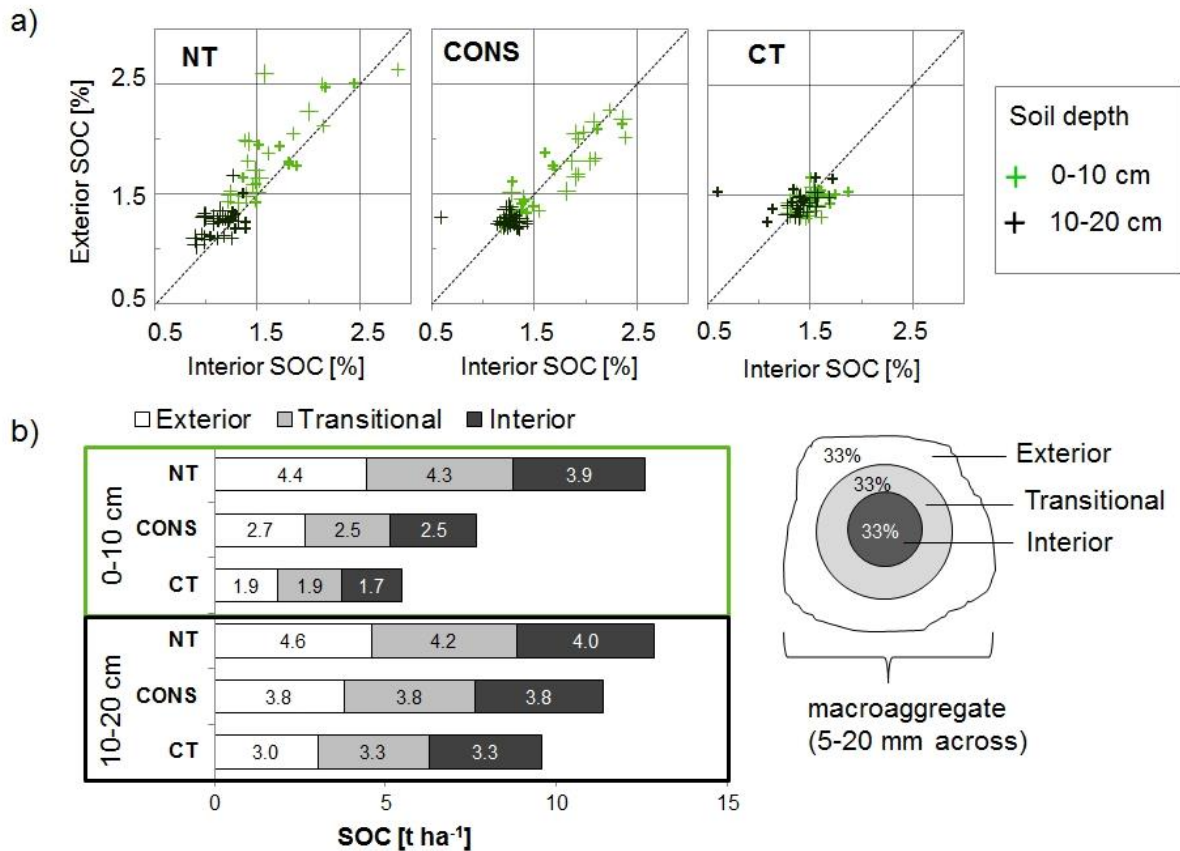 a)
NT
CONS
CT
Exterior SOC [%]
2.5
1.5
0.5
0.5 1.5 2.5
0.5 1.5 2.5
0.5 1.5 2.5
Interior SOC [%]
Interior SOC [%]
Interior SOC [%]
Soil depth
0-10 cm
10-20 cm
b)
Exterior Transitional Interior
0-10 cm
NT 4.4 4.3 3.9
CONS 2.7 2.5 2.5
CT 1.9 1.9 1.7
10-20 cm
NT 4.6 4.2 4.0
CONS 3.8 3.8 3.8
CT 3.0 3.3 3.3
0 5 10 15
SOC [t ha-1]
33% Exterior
33% Transitional
33% Interior
macroaggregate
(5-20 mm across)